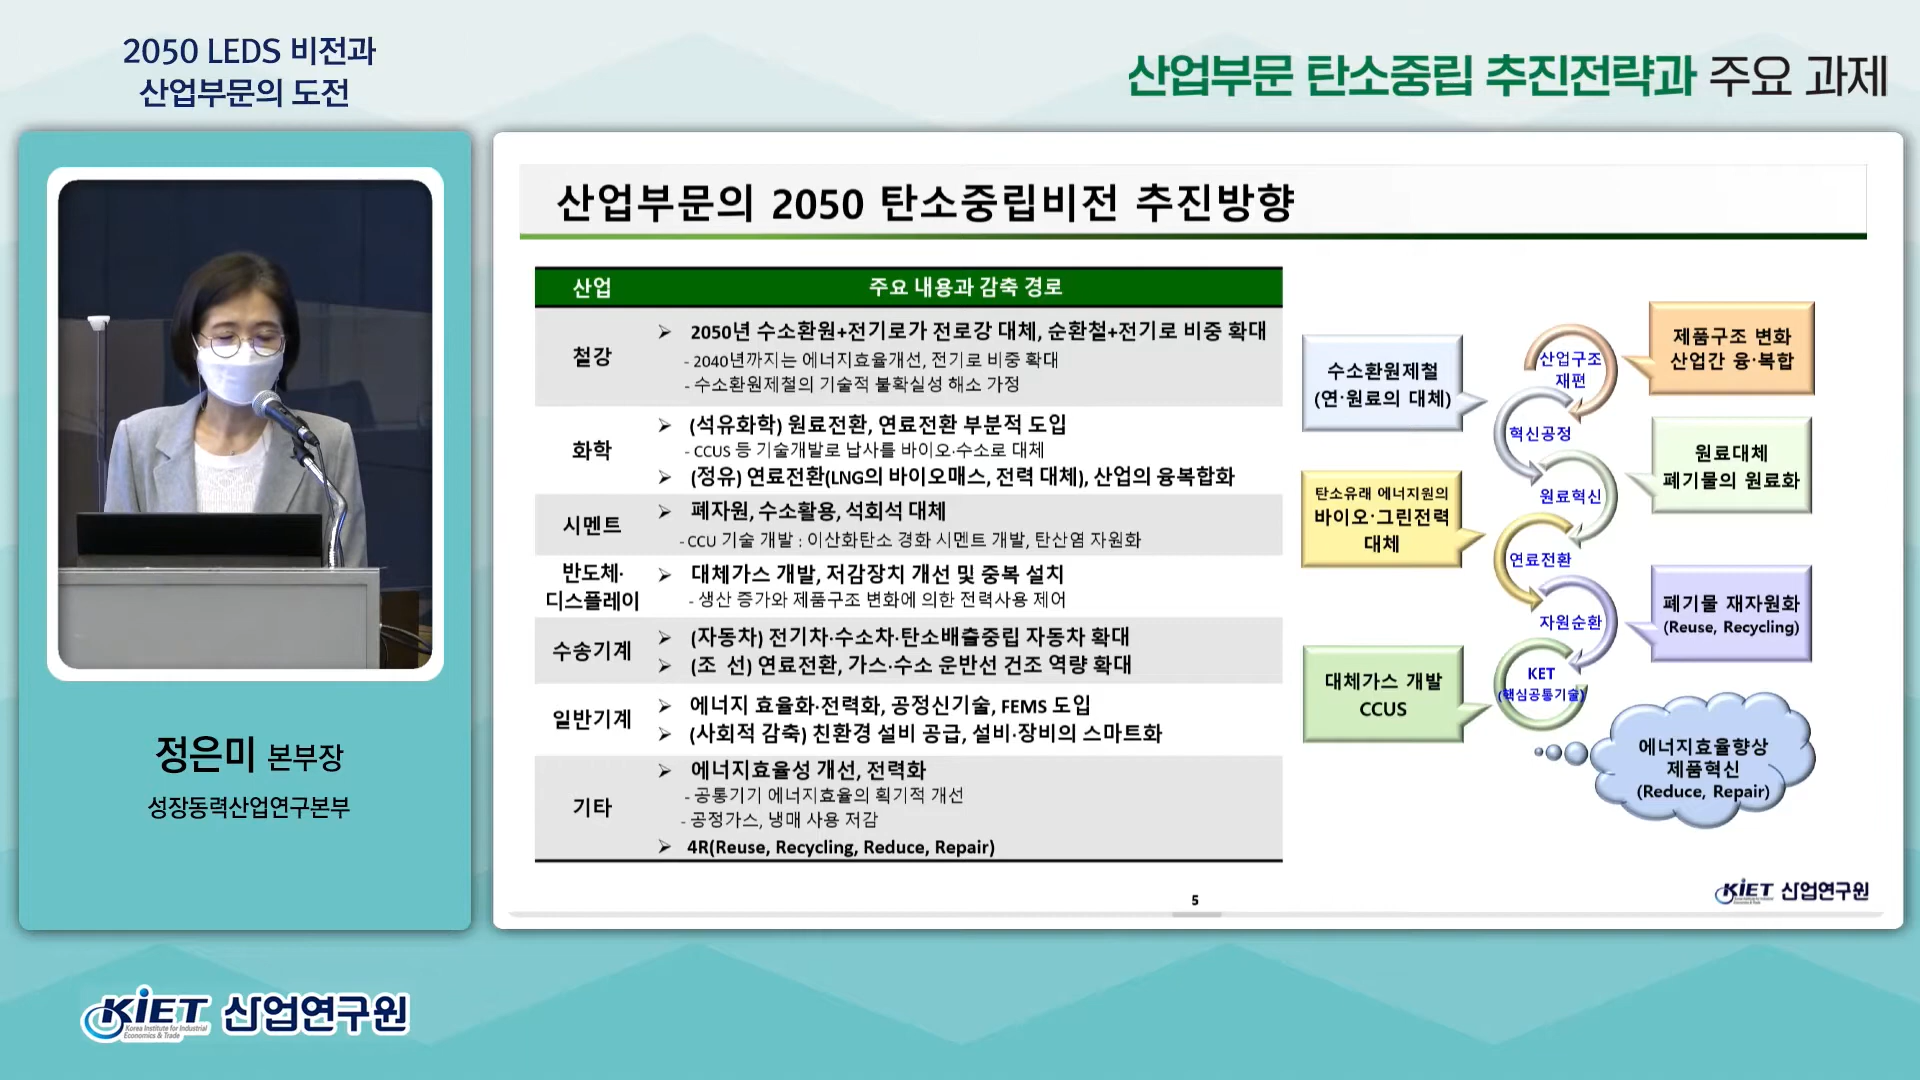 2050 LEDS 비전과
산업부문의 도전
산업부문 탄소중립 추진전략과 주요 과제
정은미 본부장
성장동력산업연구본부
KiET 산업연구원
Korea Institute for Industrial
Economics & Trade
산업부문의 2050 탄소중립비전 추진방향
산업 주요 내용과 감축 경로
철강
➢ 2050년 수소환원+전기로가 전로강 대체, 순환철+전기로 비중 확대
- 2040년까지는 에너지효율개선, 전기로 비중 확대
- 수소환원제철의 기술적 불확실성 해소 가정
화학
➢ (석유화학) 원료전환, 연료전환 부분적 도입
- CCUS 등 기술개발로 납사를 바이오·수소로 대체
➢ (정유) 연료전환(LNG의 바이오매스, 전력 대체), 산업의 융복합화
시멘트
➢ 폐자원, 수소활용, 석회석 대체
- CCU 기술 개발 : 이산화탄소 경화 시멘트 개발, 탄산염 자원화
반도체·
디스플레이
➢ 대체가스 개발, 저감장치 개선 및 중복 설치
- 생산 증가와 제품구조 변화에 의한 전력사용 제어
수송기계
➢ (자동차) 전기차·수소차·탄소배출중립 자동차 확대
➢ (조 선) 연료전환, 가스·수소 운반선 건조 역량 확대
일반기계
➢ 에너지 효율화·전력화, 공정신기술, FEMS 도입
➢ (사회적 감축) 친환경 설비 공급, 설비·장비의 스마트화
기타
➢ 에너지효율성 개선, 전력화
- 공통기기 에너지효율의 획기적 개선
- 공정가스, 냉매 사용 저감
➢ 4R(Reuse, Recycling, Reduce, Repair)
수소환원제철
(연·원료의 대체)
탄소유래 에너지원의
바이오·그린전력
대체
대체가스 개발
CCUS
산업구조
재편
혁신공정
원료혁신
연료전환
자원순환
KET
(핵심공통기술)
제품구조 변화
산업간 융·복합
원료대체
폐기물의 원료화
폐기물 재자원화
(Reuse, Recycling)
에너지효율향상
제품혁신
(Reduce, Repair)
5
KiET 산업연구원